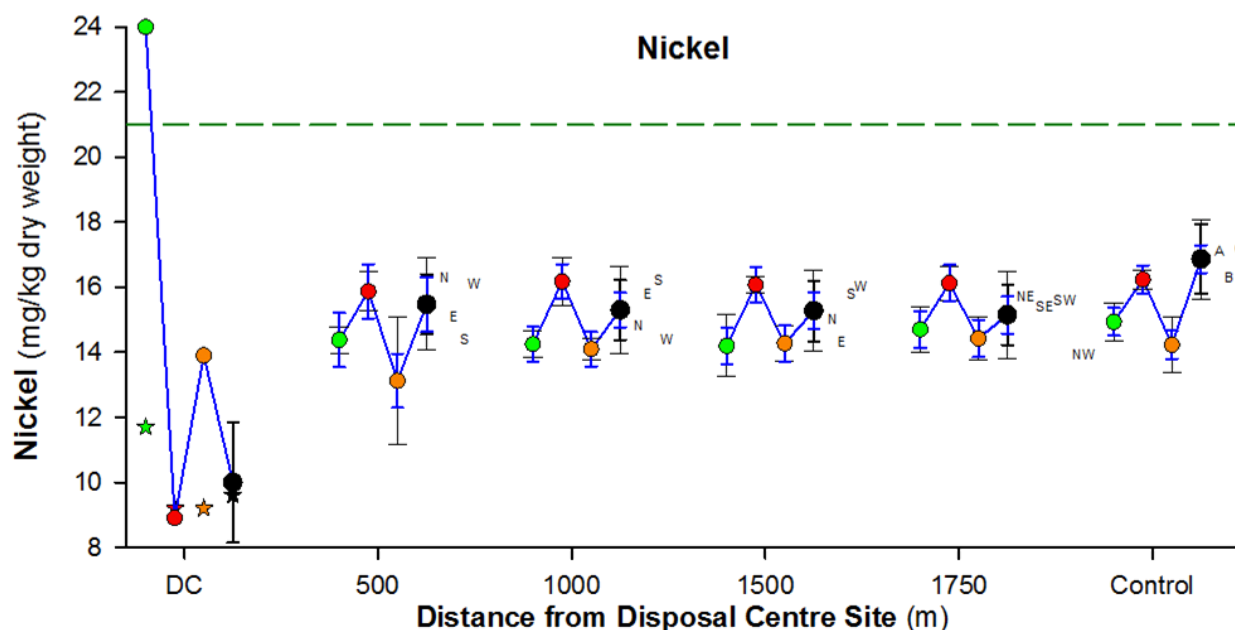 Nickel
Nickel (mg/kg dry weight)
24
22
20
18
16
14
12
10
8
N W
E
S
S
E
N
W
S W
N
E
NE SE SW
NW
A
B
DC 500 1000 1500 1750 Control
Distance from Disposal Centre Site (m)